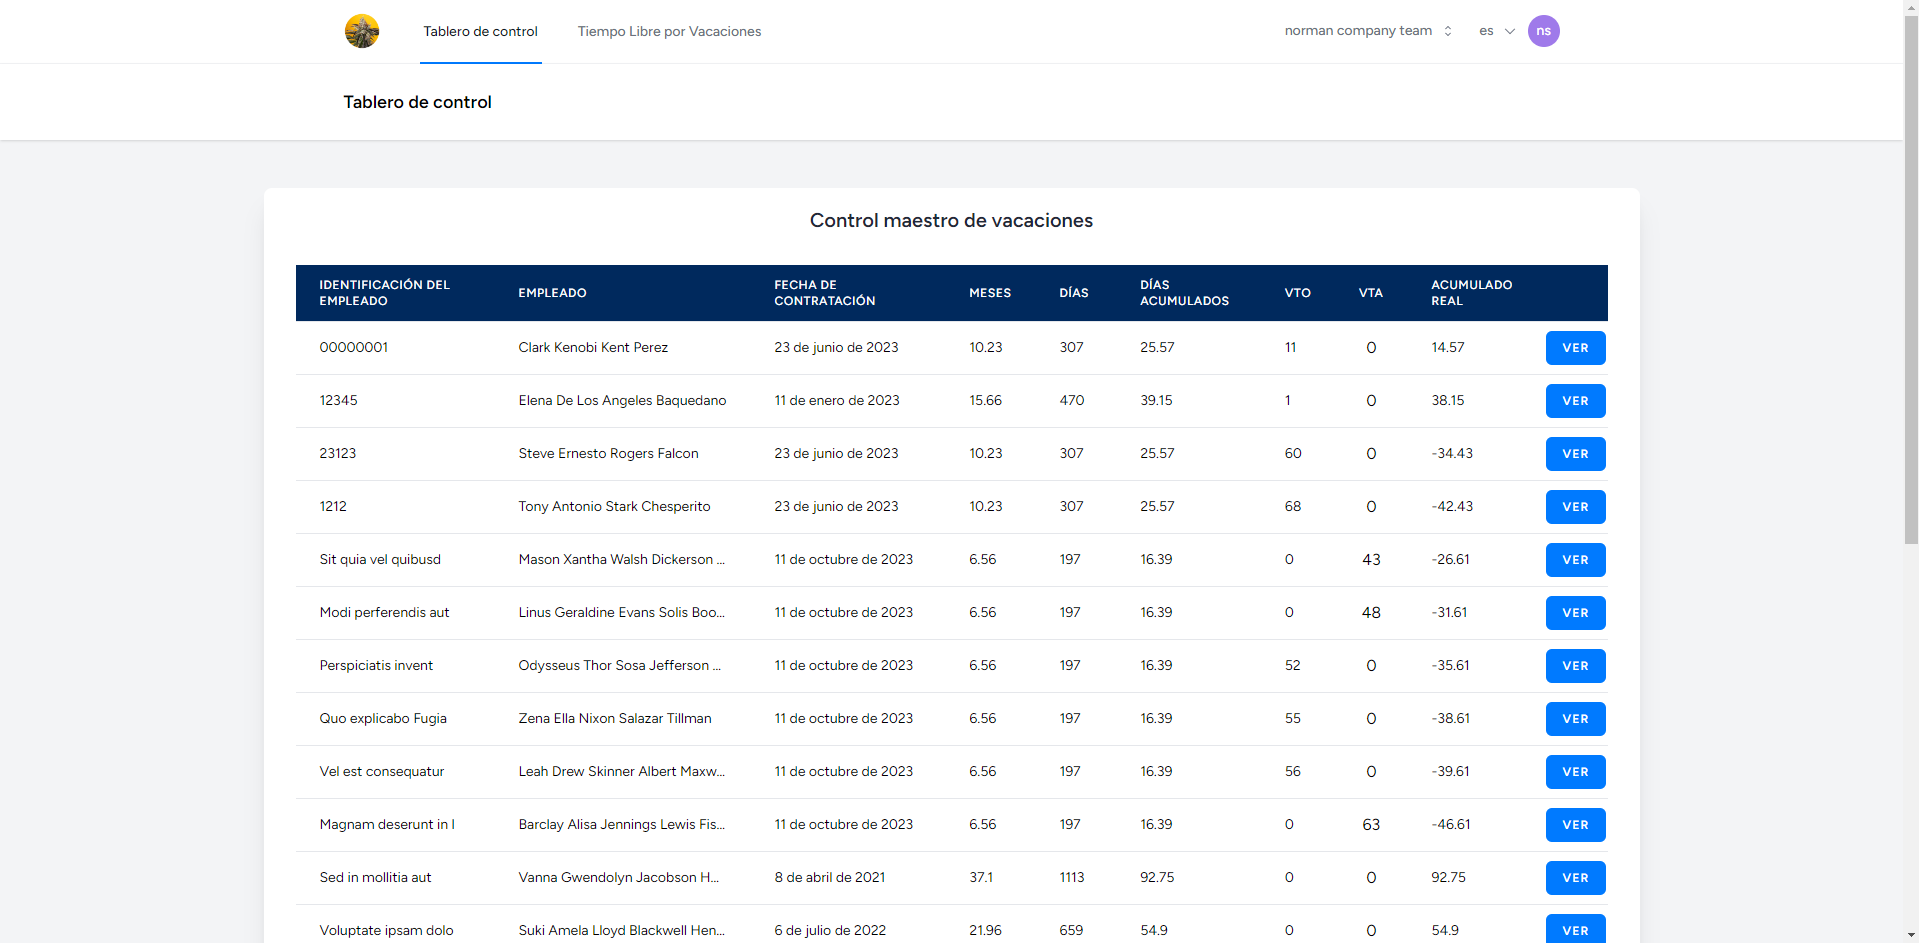 Tablero de control
Tiempo Libre por Vacaciones
norman company team
es
ns
Tablero de control
Control maestro de vacaciones
IDENTIFICACIÓN DEL EMPLEADO EMPLEADO FECHA DE CONTRATACIÓN MESES DÍAS DÍAS ACUMULADOS VTO VTA ACUMULADO REAL
00000001 Clark Kenobi Kent Perez 23 de junio de 2023 10.23 307 25.57 11 0 14.57 VER
12345 Elena De Los Angeles Baquedano 11 de enero de 2023 15.66 470 39.15 1 0 38.15 VER
23123 Steve Ernesto Rogers Falcon 23 de junio de 2023 10.23 307 25.57 60 0 -34.43 VER
1212 Tony Antonio Stark Chesperito 23 de junio de 2023 10.23 307 25.57 68 0 -42.43 VER
Sit quia vel quibusd Mason Xantha Walsh Dickerson ... 11 de octubre de 2023 6.56 197 16.39 0 43 -26.61 VER
Modi perferendis aut Linus Geraldine Evans Solis Boo... 11 de octubre de 2023 6.56 197 16.39 0 48 -31.61 VER
Perspiciatis invent Odysseus Thor Sosa Jefferson ... 11 de octubre de 2023 6.56 197 16.39 52 0 -35.61 VER
Quo explicabo Fugia Zena Ella Nixon Salazar Tillman 11 de octubre de 2023 6.56 197 16.39 55 0 -38.61 VER
Vel est consequatur Leah Drew Skinner Albert Maxw... 11 de octubre de 2023 6.56 197 16.39 56 0 -39.61 VER
Magnam deserunt in l Barclay Alisa Jennings Lewis Fis... 11 de octubre de 2023 6.56 197 16.39 0 63 -46.61 VER
Sed in mollitia aut Vanna Gwendolyn Jacobson H... 8 de abril de 2021 37.1 1113 92.75 0 0 92.75 VER
Voluptate ipsam dolo Suki Amela Lloyd Blackwell Hen... 6 de julio de 2022 21.96 659 54.9 0 0 54.9 VER